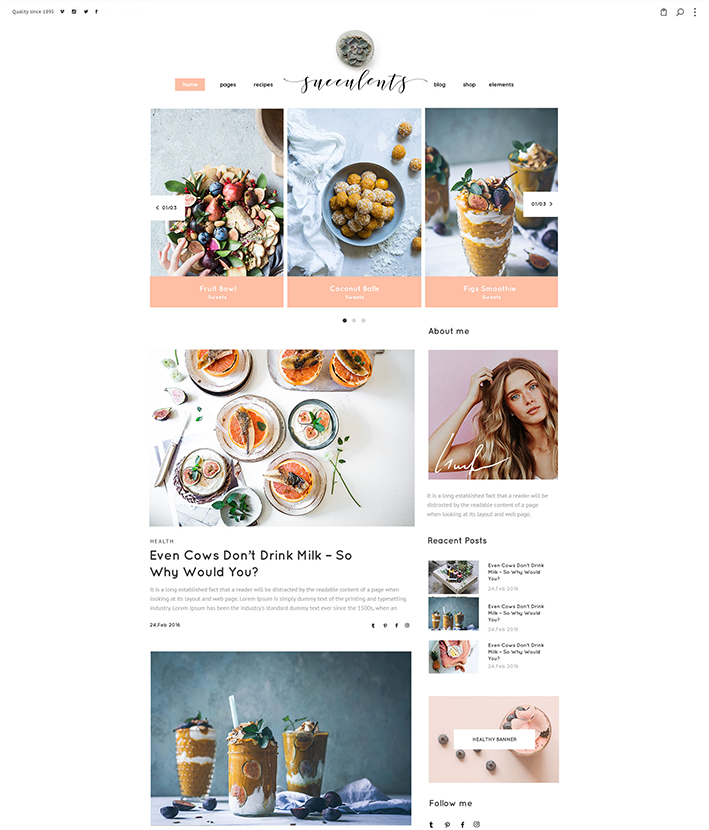 Quality since 1895
home
pages
recipes
succulents
blog
shop
elements
01/03
01/03
Fruit Bowl
Sweets
Coconut Balls
Sweets
Figs Smoothie
Sweets
HEALTH
Even Cows Don't Drink Milk – So
Why Would You?
It is a long established fact that a reader will be distracted by the readable content of a page when
looking at its layout and web page. Lorem Ipsum is simply dummy text of the printing and typesetting
industry. Lorem Ipsum has been the industry's standard dummy text ever since the 1500s, when an
24.Feb 2016
About me
It is a long established fact that a reader will be
distracted by the readable content of a page
when looking at its layout and web page.
Reacent Posts
Even Cows Don't Drink
Milk – So Why Would
You?
24.Feb 2016
Even Cows Don't Drink
Milk – So Why Would You?
24.Feb 2016
Even Cows Don't Drink
Milk – So Why Would
You?
24.Feb 2016
HEALTHY BANNER
Follow me